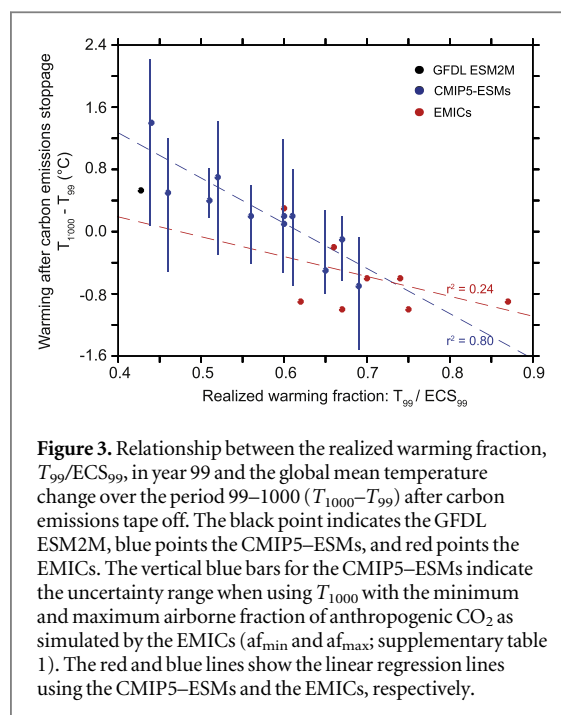 2.4
1.6
0.8
0.0
-0.8
-1.6
Warming after carbon emissions stoppage
T1'000 - T99 (°C)
GFDL ESM2M
CMIP5-ESMs
EMICs
r² = 0.24
r² = 0.80
0.4 0.5 0.6 0.7 0.8 0.9
Realized warming fraction: T99 / ECS99
Figure 3. Relationship between the realized warming fraction,
T99/ECS99, in year 99 and the global mean temperature
change over the period 99–1000 (T1000–T99) after carbon
emissions tape off. The black point indicates the GFDL
ESM2M, blue points the CMIP5–ESMs, and red points the
EMICs. The vertical blue bars for the CMIP5–ESMs indicate
the uncertainty range when using T1000 with the minimum
and maximum airborne fraction of anthropogenic CO2 as
simulated by the EMICs (afmin and afmax; supplementary table
1). The red and blue lines show the linear regression lines
using the CMIP5–ESMs and the EMICs, respectively.